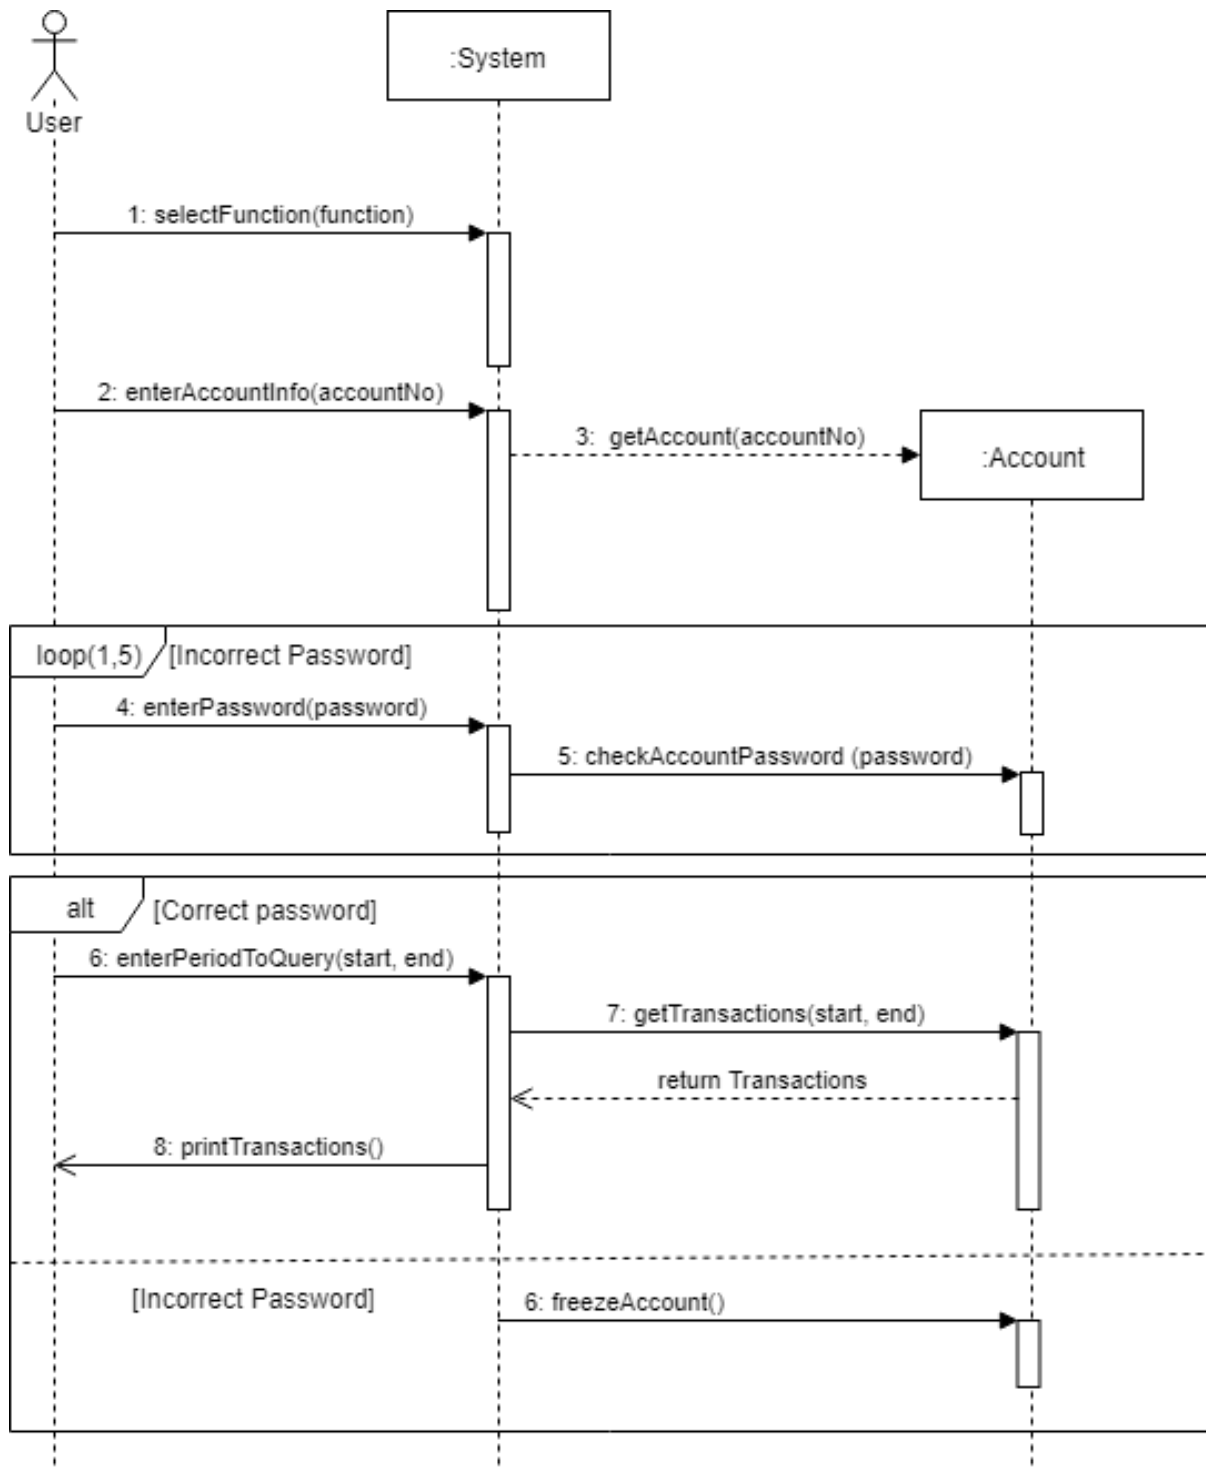 :System
User
1: selectFunction(function)
2: enterAccountInfo(accountNo)
3:  getAccount(accountNo)
:Account
loop(1,5) [Incorrect Password]
4: enterPassword(password)
5: checkAccountPassword (password)
alt [Correct password]
6: enterPeriodToQuery(start, end)
7: getTransactions(start, end)
return Transactions
8: printTransactions()
[Incorrect Password]
6: freezeAccount()